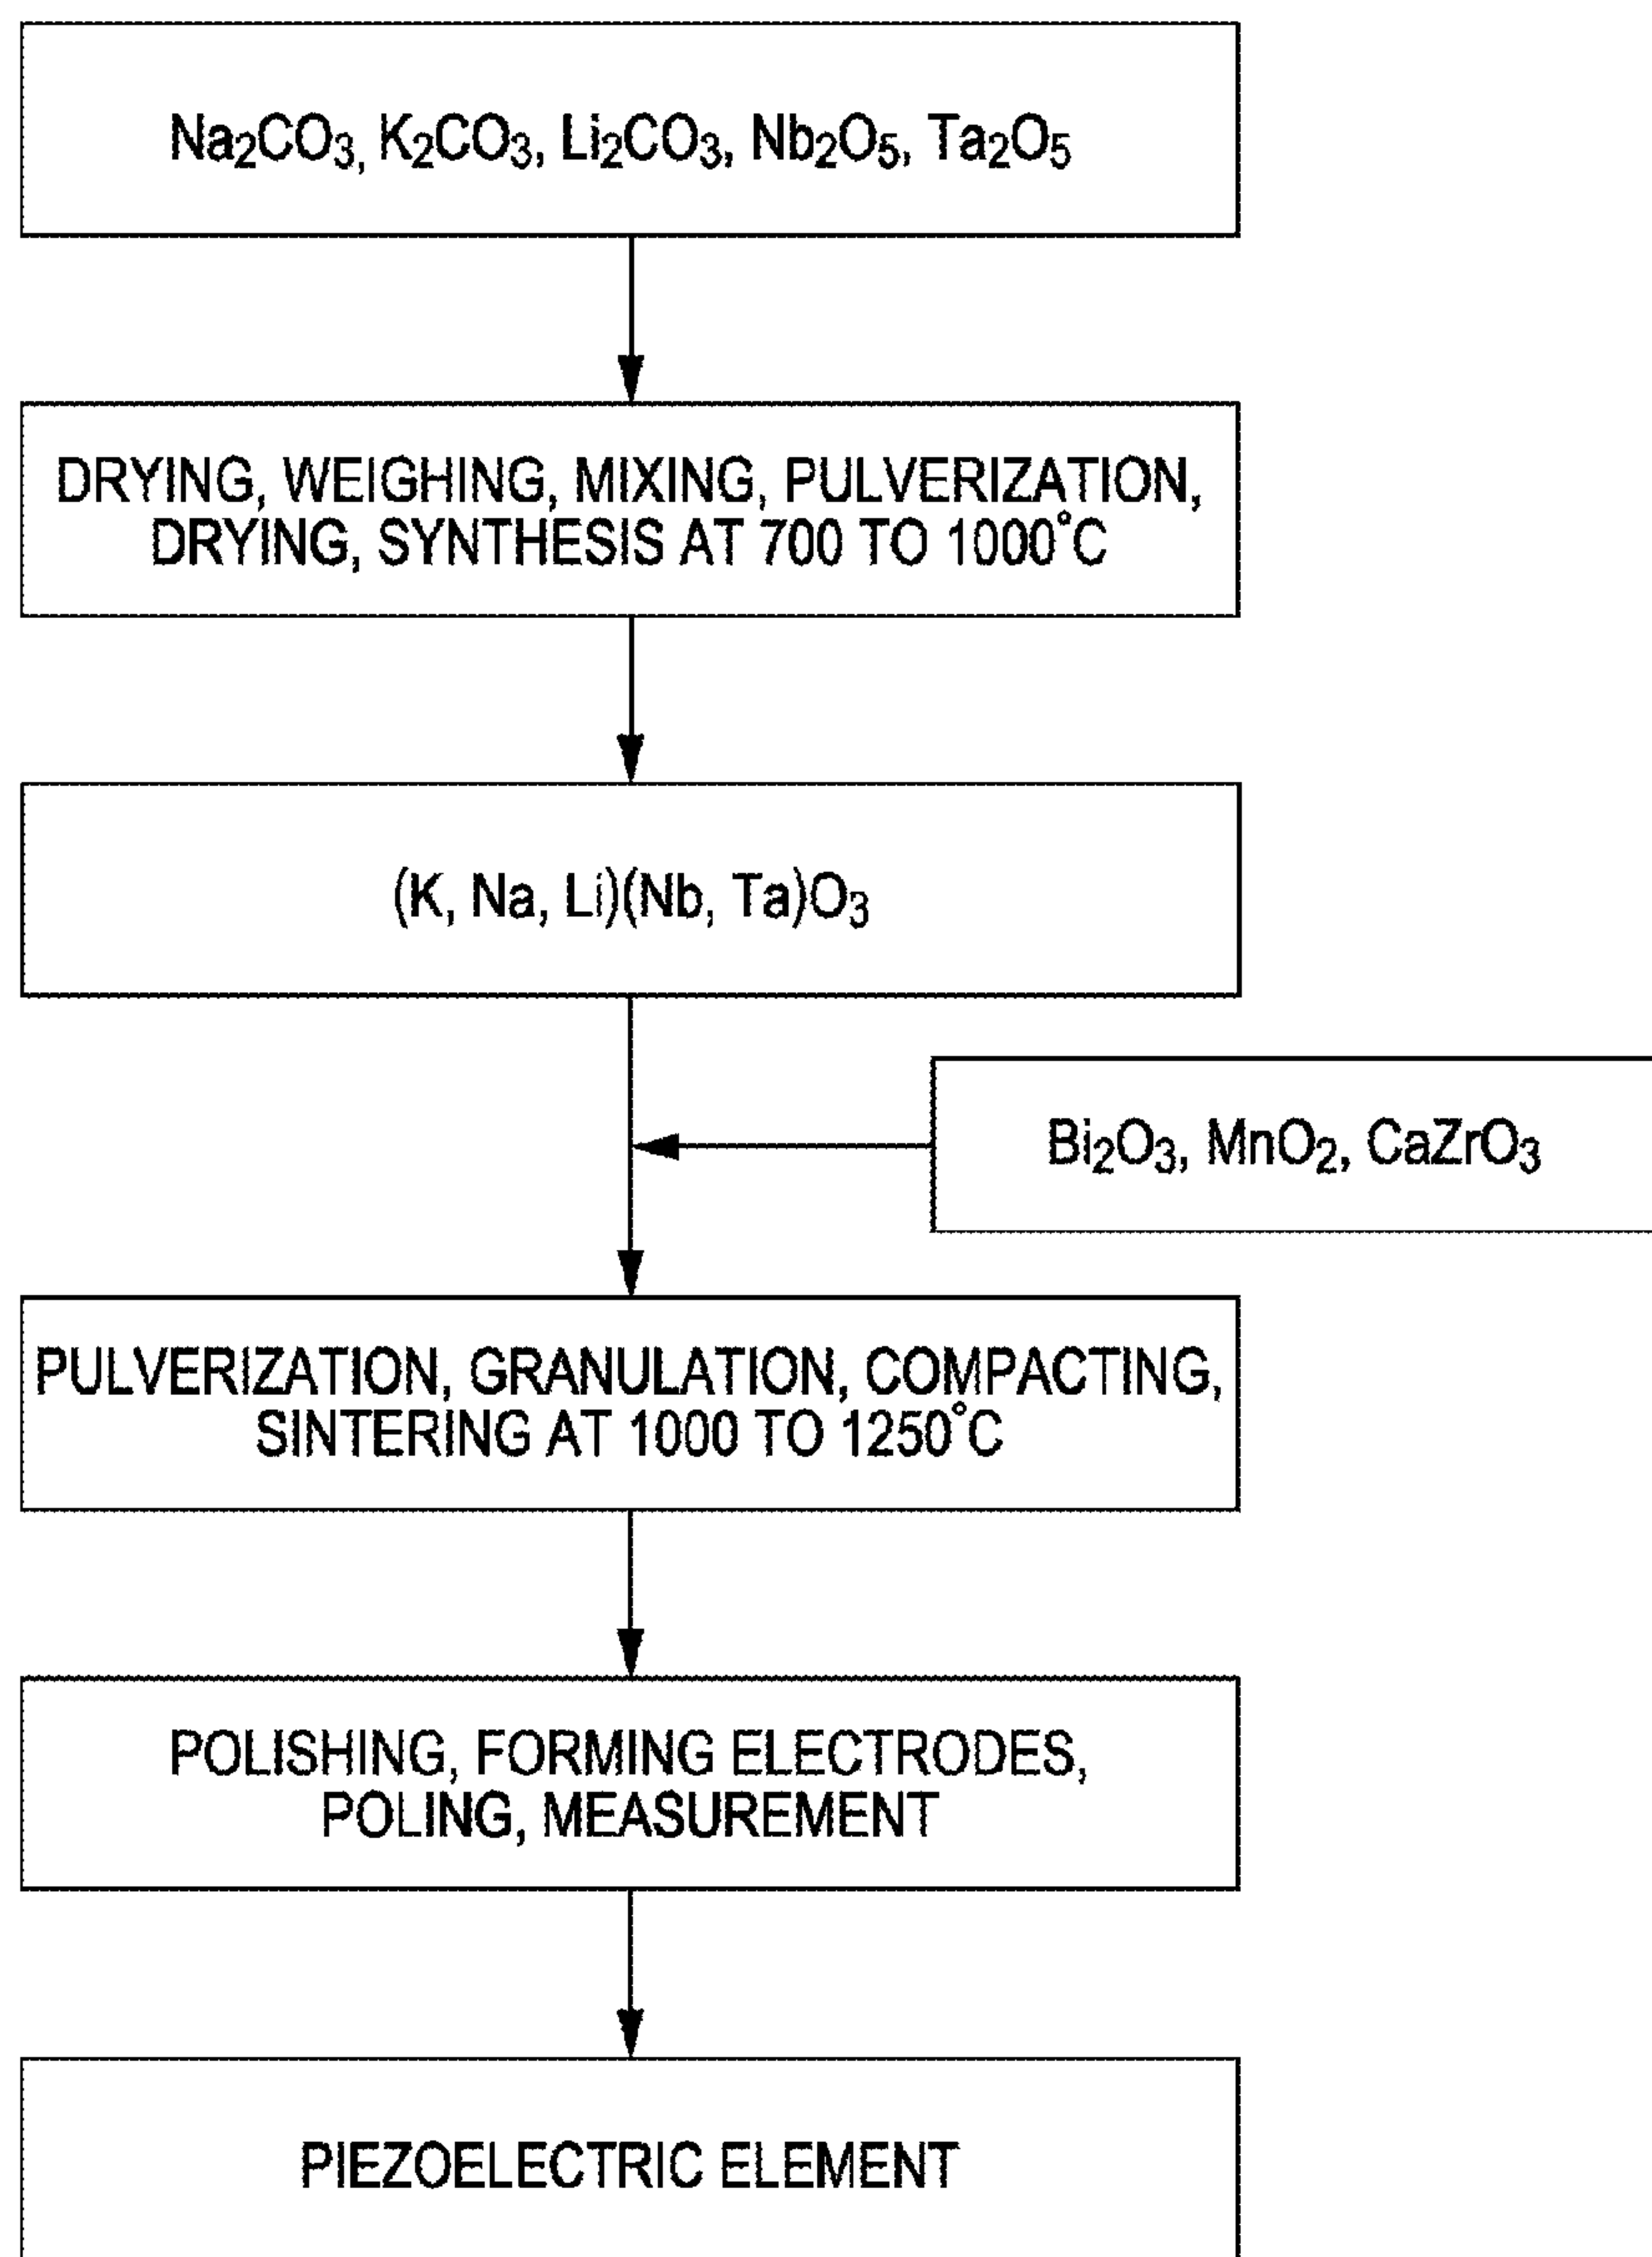 Na₂CO₃, K₂CO₃, Li₂CO₃, Nb₂O₅, Ta₂O₅
DRYING, WEIGHING, MIXING, PULVERIZATION,
DRYING, SYNTHESIS AT 700 TO 1000°C
(K, Na, Li)(Nb, Ta)O₃
Bi₂O₃, MnO₂, CaZrO₃
PULVERIZATION, GRANULATION, COMPACTING,
SINTERING AT 1000 TO 1250°C
POLISHING, FORMING ELECTRODES,
POLING, MEASUREMENT
PIEZOELECTRIC ELEMENT